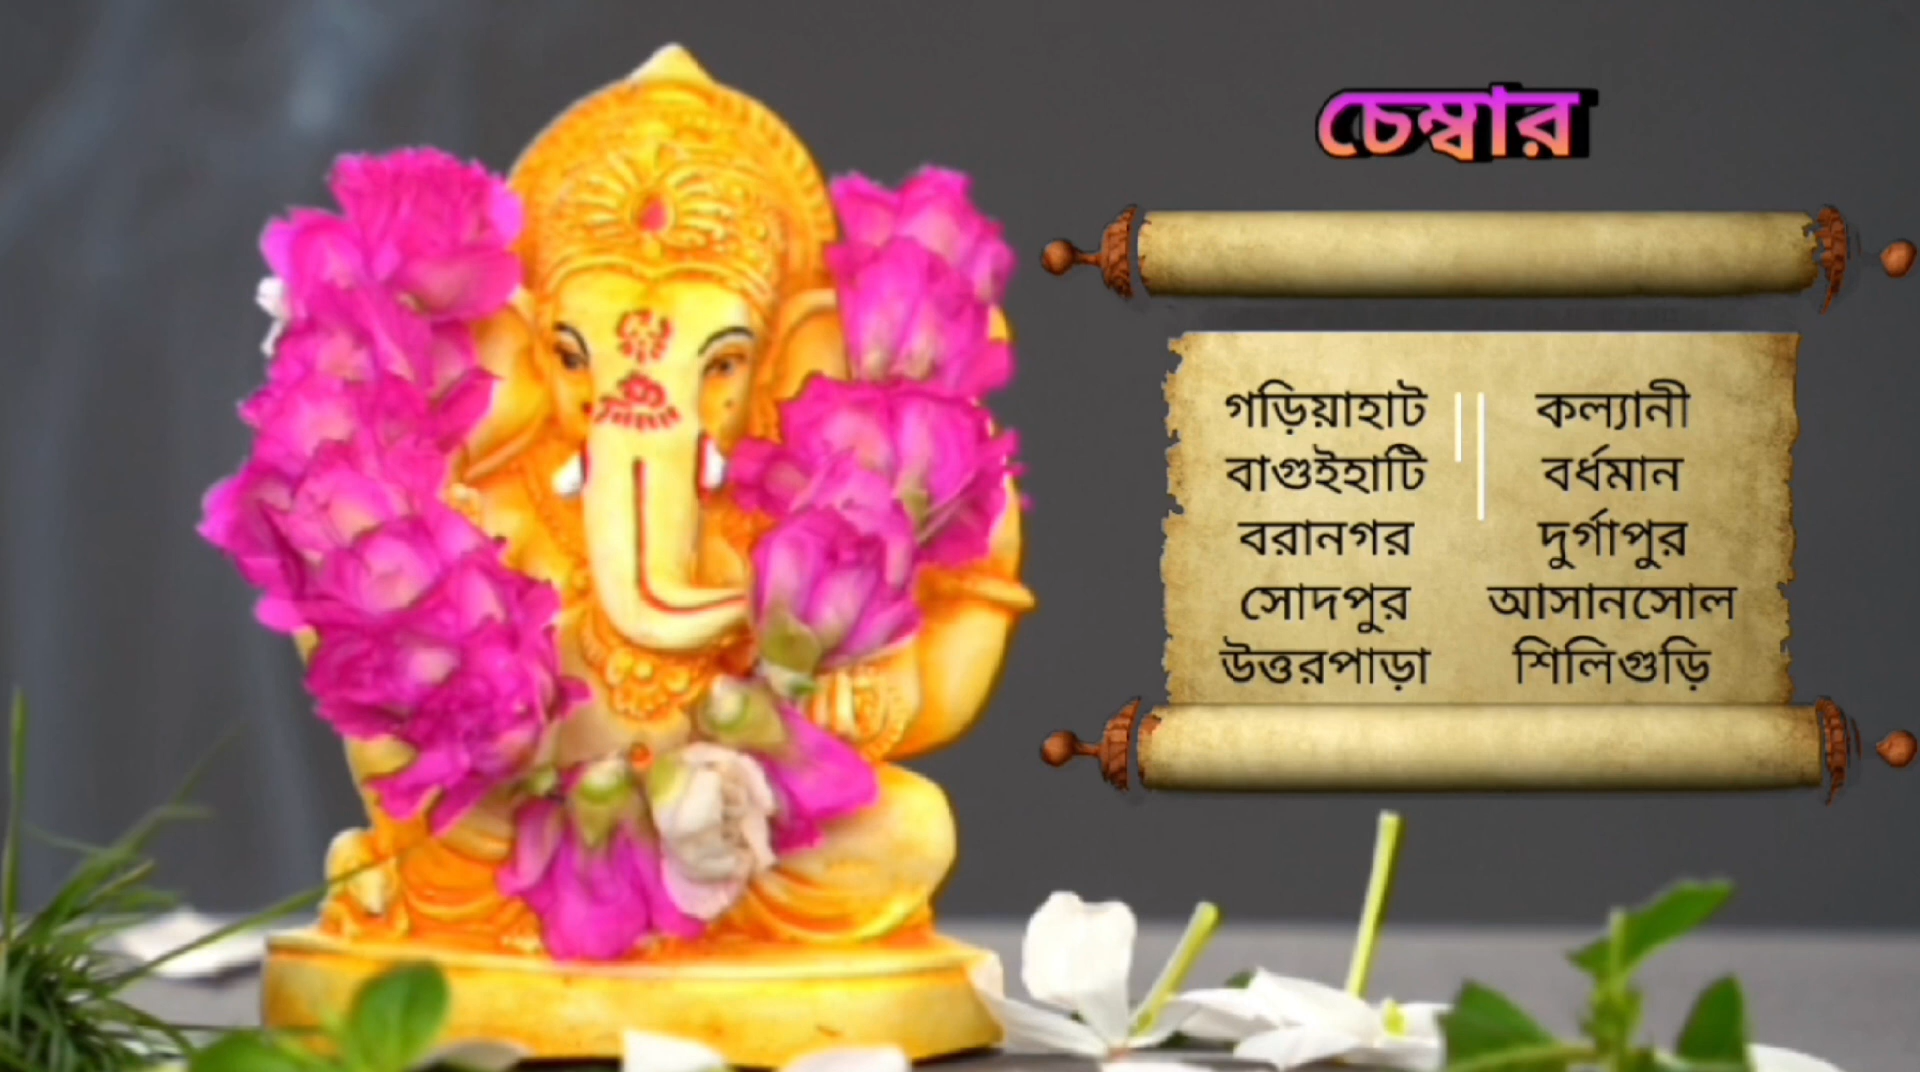 চেম্বার
গড়িয়াহাট
বাগুইহাটি
বরানগর
সোদপুর
উত্তরপাড়া
কল্যানী
বর্ধমান
দুর্গাপুর
আসানসোল
শিলিগুড়ি